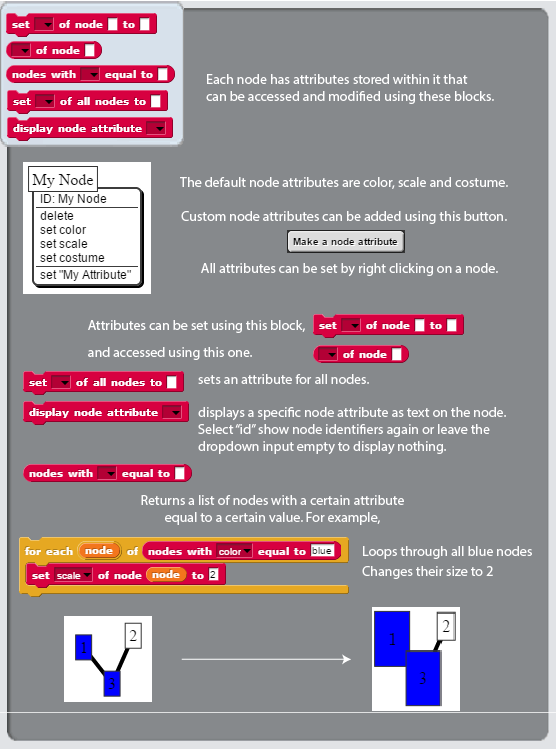 set of node to
of node
nodes with equal to
set of all nodes to
display node attribute
Each node has attributes stored within it that
can be accessed and modified using these blocks.
My Node
ID: My Node
delete
set color
set scale
set costume
set "My Attribute"
The default node attributes are color, scale and costume.
Custom node attributes can be added using this button.
Make a node attribute
All attributes can be set by right clicking on a node.
Attributes can be set using this block, set of node to
and accessed using this one. of node
set of all nodes to sets an attribute for all nodes.
display node attribute displays a specific node attribute as text on the node.
Select “id” show node identifiers again or leave the
dropdown input empty to display nothing.
nodes with equal to
Returns a list of nodes with a certain attribute
equal to a certain value. For example,
for each node of nodes with color equal to blue
set scale of node node to 2
Loops through all blue nodes
Changes their size to 2
1
2
3
1
2
3